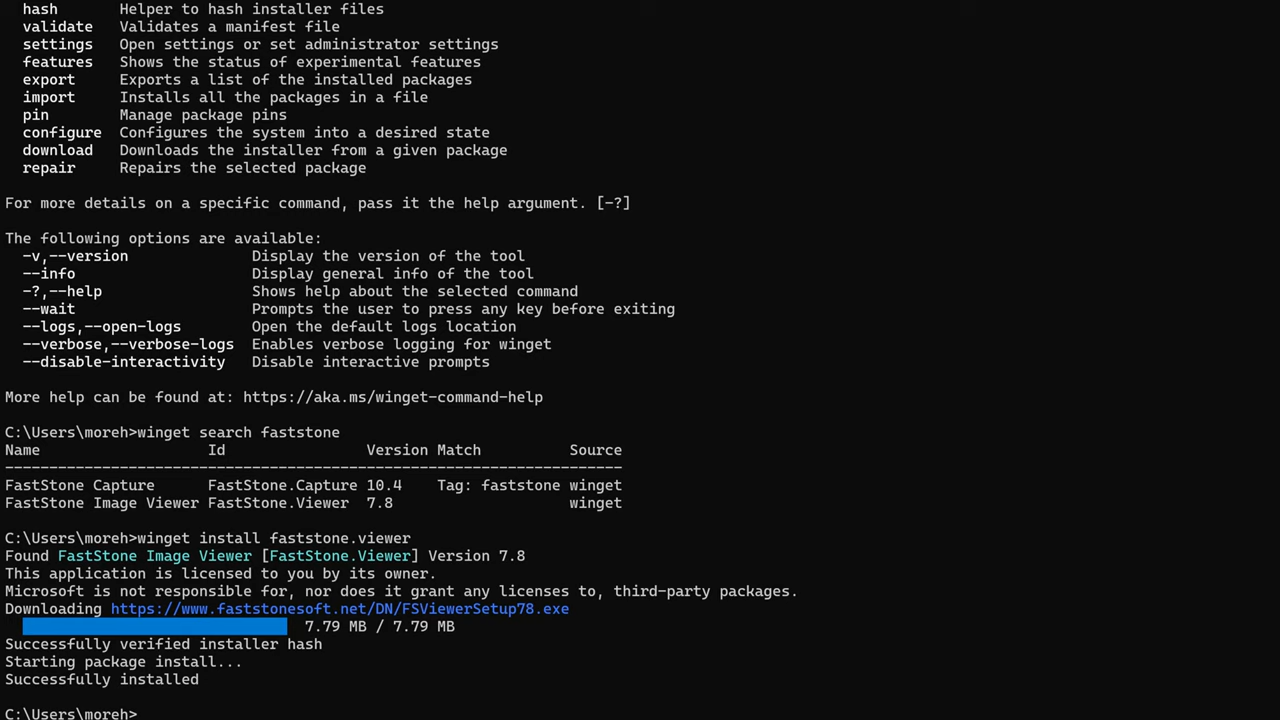 hash       Helper to hash installer files
validate   Validates a manifest file
settings   Open settings or set administrator settings
features   Shows the status of experimental features
export     Exports a list of the installed packages
import     Installs all the packages in a file
pin        Manage package pins
configure  Configures the system into a desired state
download   Downloads the installer from a given package
repair     Repairs the selected package
For more details on a specific command, pass it the help argument. [-?]
The following options are available:
-v,--version              Display the version of the tool
--info                    Display general info of the tool
-?,--help                 Shows help about the selected command
--wait                    Prompts the user to press any key before exiting
--logs,--open-logs        Open the default logs location
--verbose,--verbose-logs  Enables verbose logging for winget
--disable-interactivity   Disable interactive prompts
More help can be found at: https://aka.ms/winget-command-help
C:\Users\moreh>winget search faststone
Name                   Id                Version Match          Source
----------------------------------------------------------------------
FastStone Capture      FastStone.Capture 10.4    Tag: faststone winget
FastStone Image Viewer FastStone.Viewer  7.8                    winget
C:\Users\moreh>winget install faststone.viewer
Found FastStone Image Viewer [FastStone.Viewer] Version 7.8
This application is licensed to you by its owner.
Microsoft is not responsible for, nor does it grant any licenses to, third-party packages.
Downloading https://www.faststonesoft.net/DN/FSViewerSetup78.exe
7.79 MB / 7.79 MB
Successfully verified installer hash
Starting package install...
Successfully installed
C:\Users\moreh>